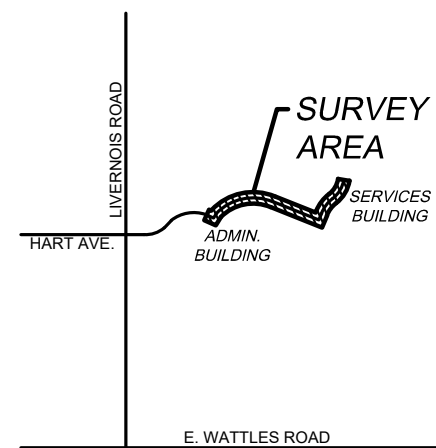 LIVERNOIS ROAD
SURVEY
AREA
SERVICES
BUILDING
HART AVE.
ADMIN.
BUILDING
E. WATTLES ROAD